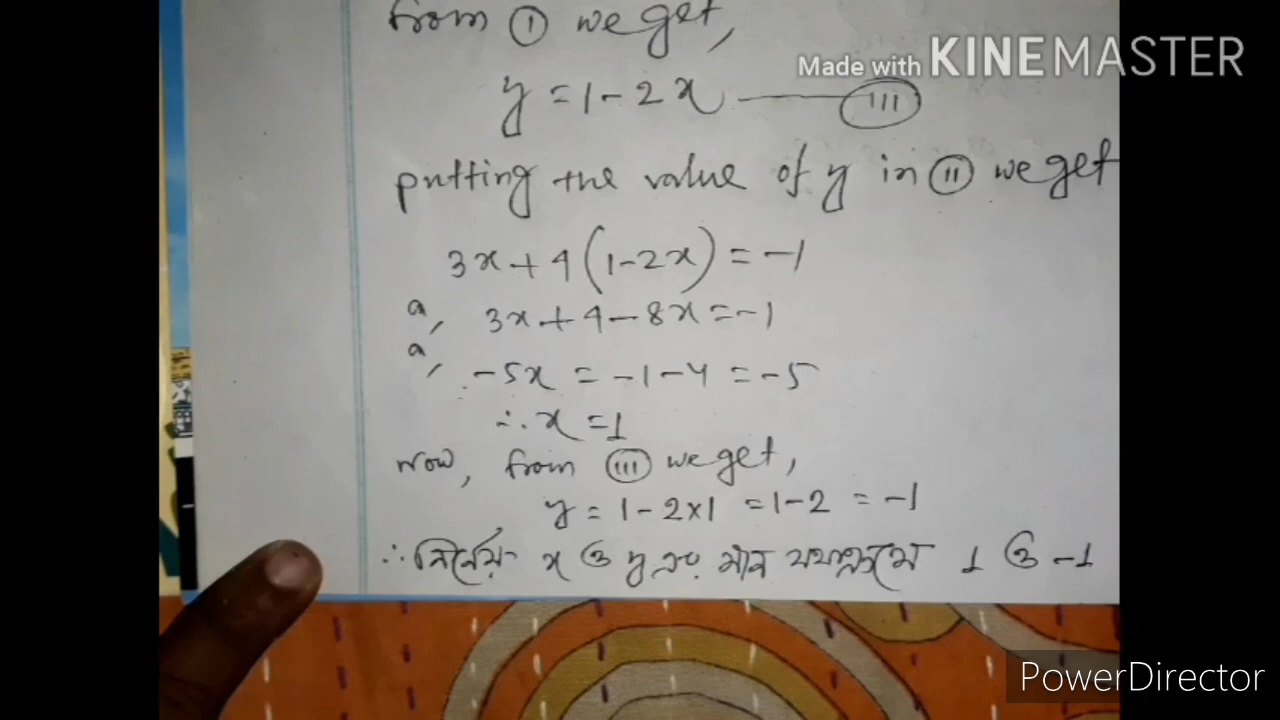 from ① we get,
Made with KINEMASTER
y = 1 - 2x —— (III)
putting the value of y in (II) we get
3x + 4 (1-2x) = -1
a, 3x + 4 - 8x = -1
a, -5x = -1 - 4 = -5
∴ x = 1
now, from (III) we get,
y = 1 - 2×1 = 1-2 = -1
∴ নির্ণেয় x ও y এর মান যথাক্রমে 1 ও -1
PowerDirector